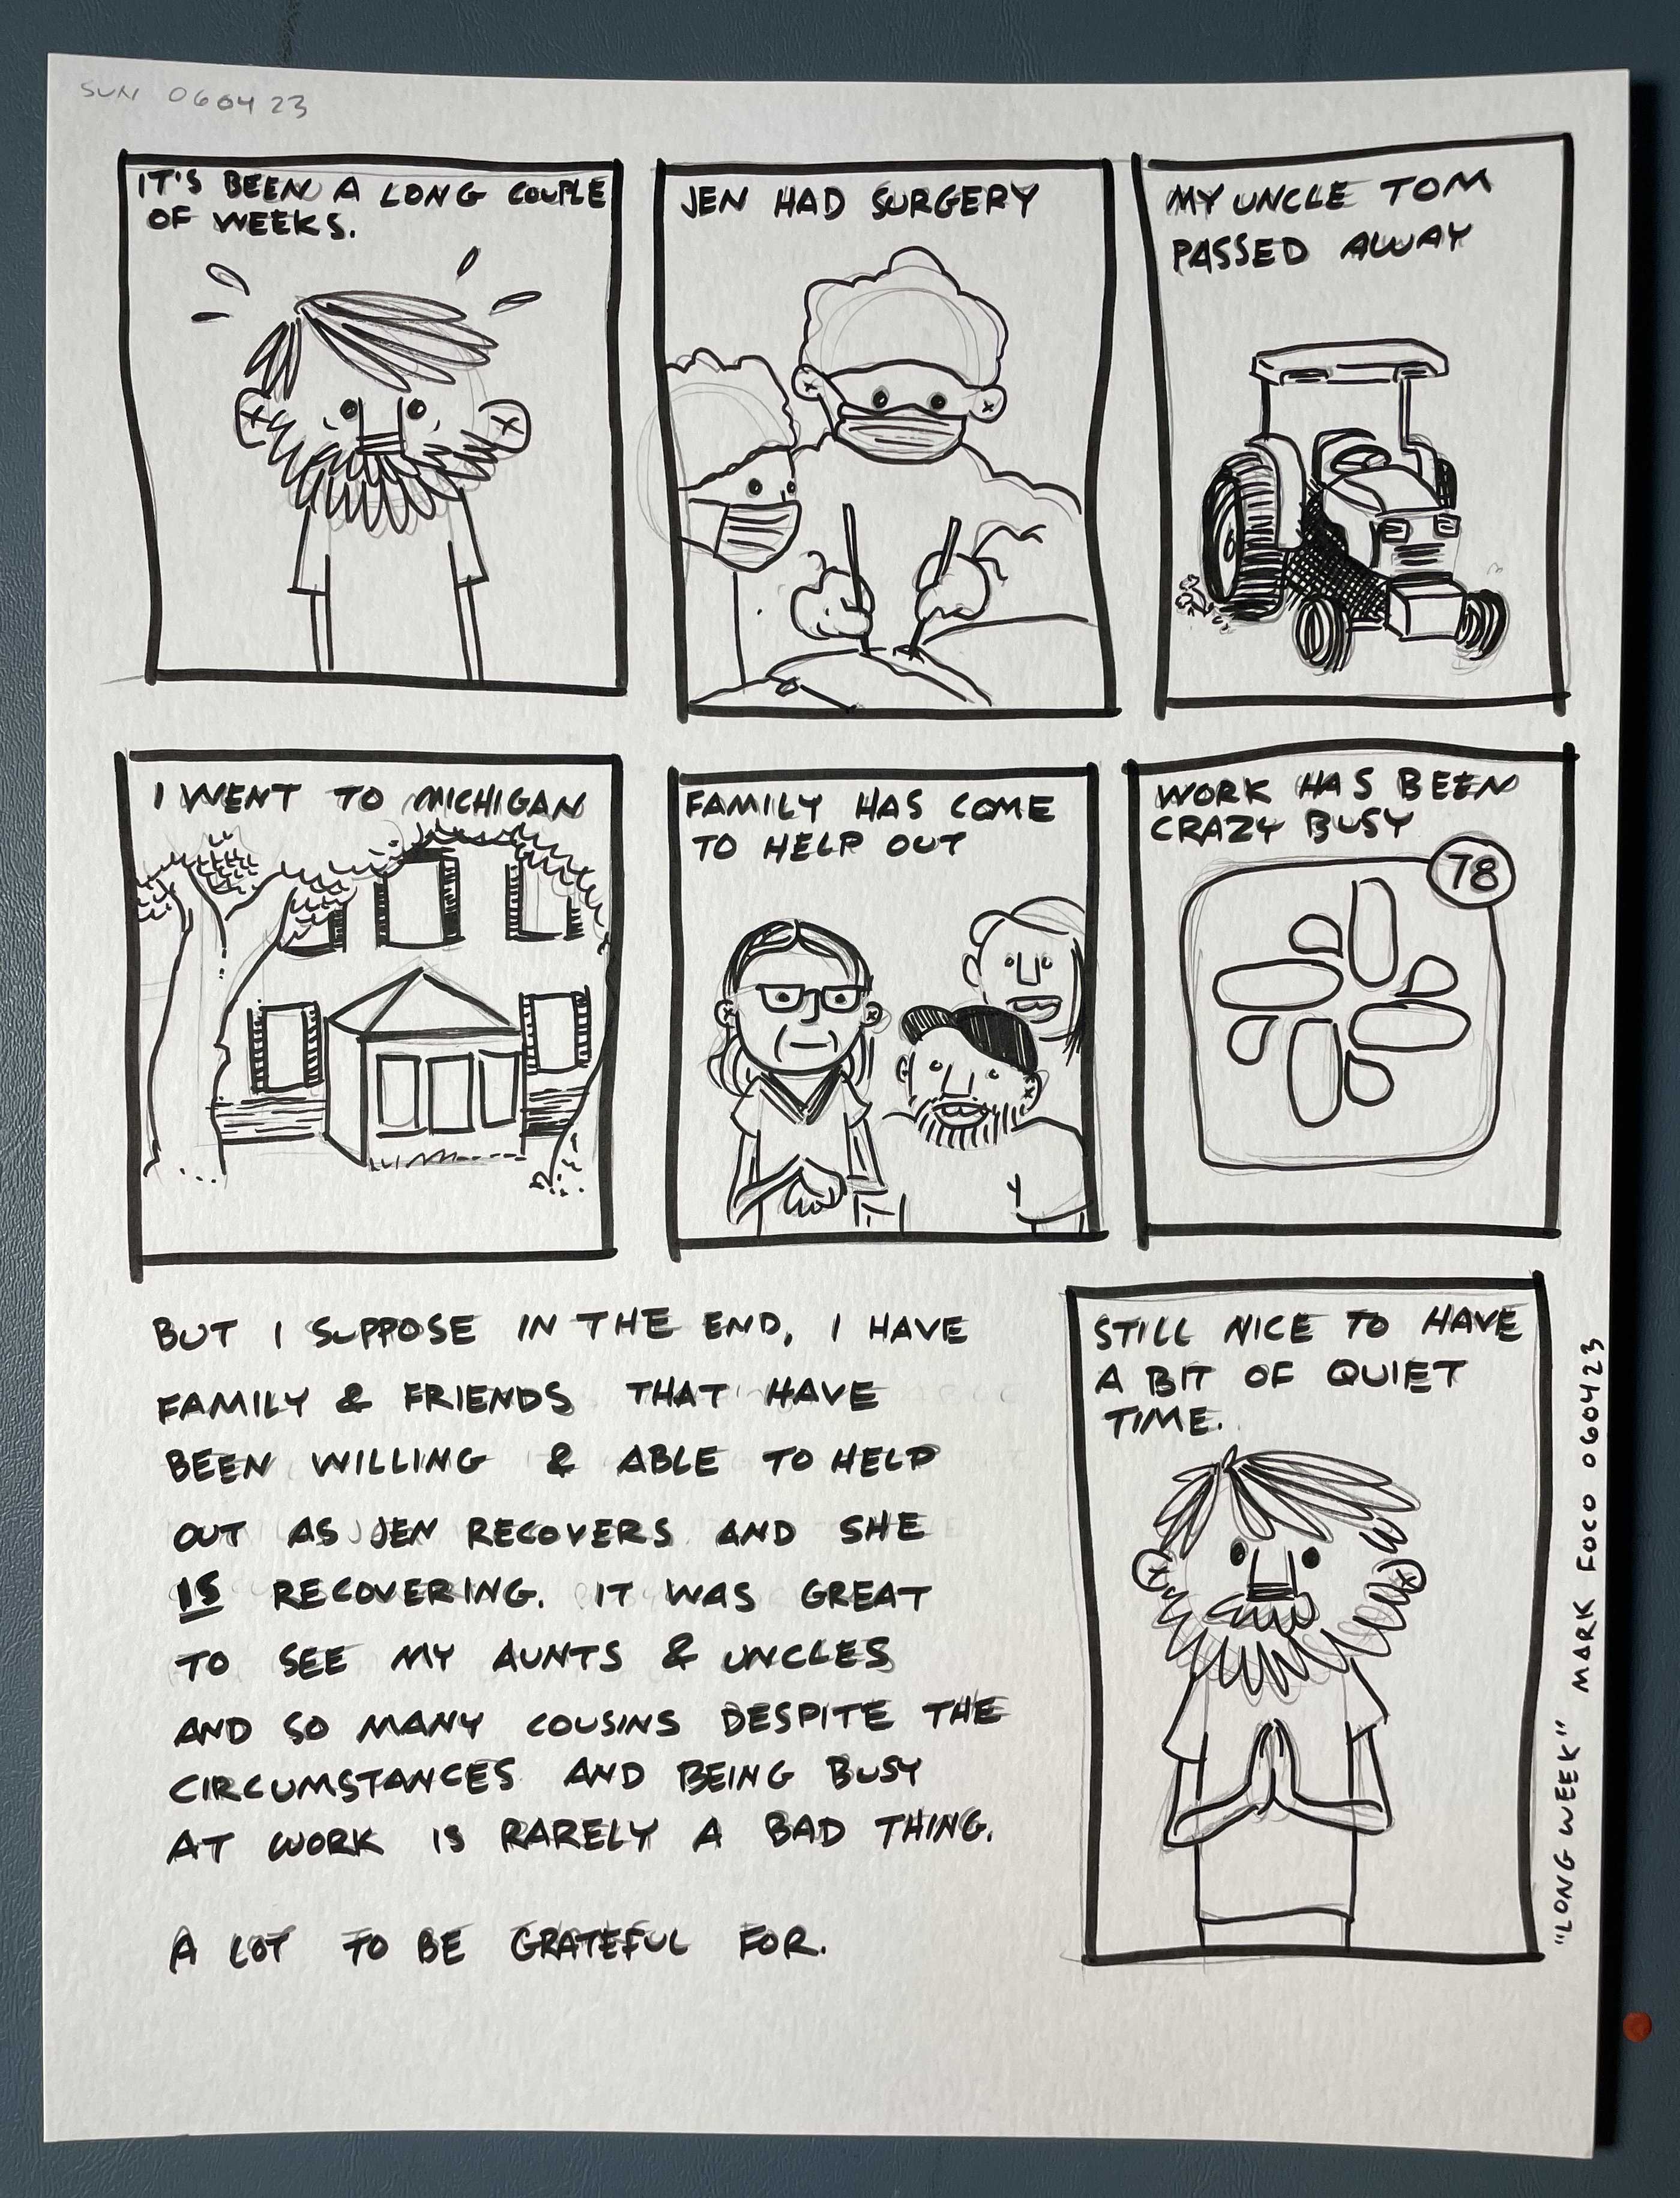 SUN 060423
IT'S BEEN A LONG COUPLE
OF WEEKS.
JEN HAD SURGERY
MY UNCLE TOM
PASSED AWAY
I WENT TO MICHIGAN
FAMILY HAS COME
TO HELP OUT
WORK HAS BEEN
CRAZY BUSY
78
BUT I SUPPOSE IN THE END, I HAVE
FAMILY & FRIENDS THAT HAVE
BEEN WILLING & ABLE TO HELP
OUT AS JEN RECOVERS AND SHE
IS RECOVERING. IT WAS GREAT
TO SEE MY AUNTS & UNCLES
AND SO MANY COUSINS DESPITE THE
CIRCUMSTANCES AND BEING BUSY
AT WORK IS RARELY A BAD THING.
A LOT TO BE GRATEFUL FOR.
STILL NICE TO HAVE
A BIT OF QUIET
TIME.
"LONG WEEK" MARK FOCO 060423